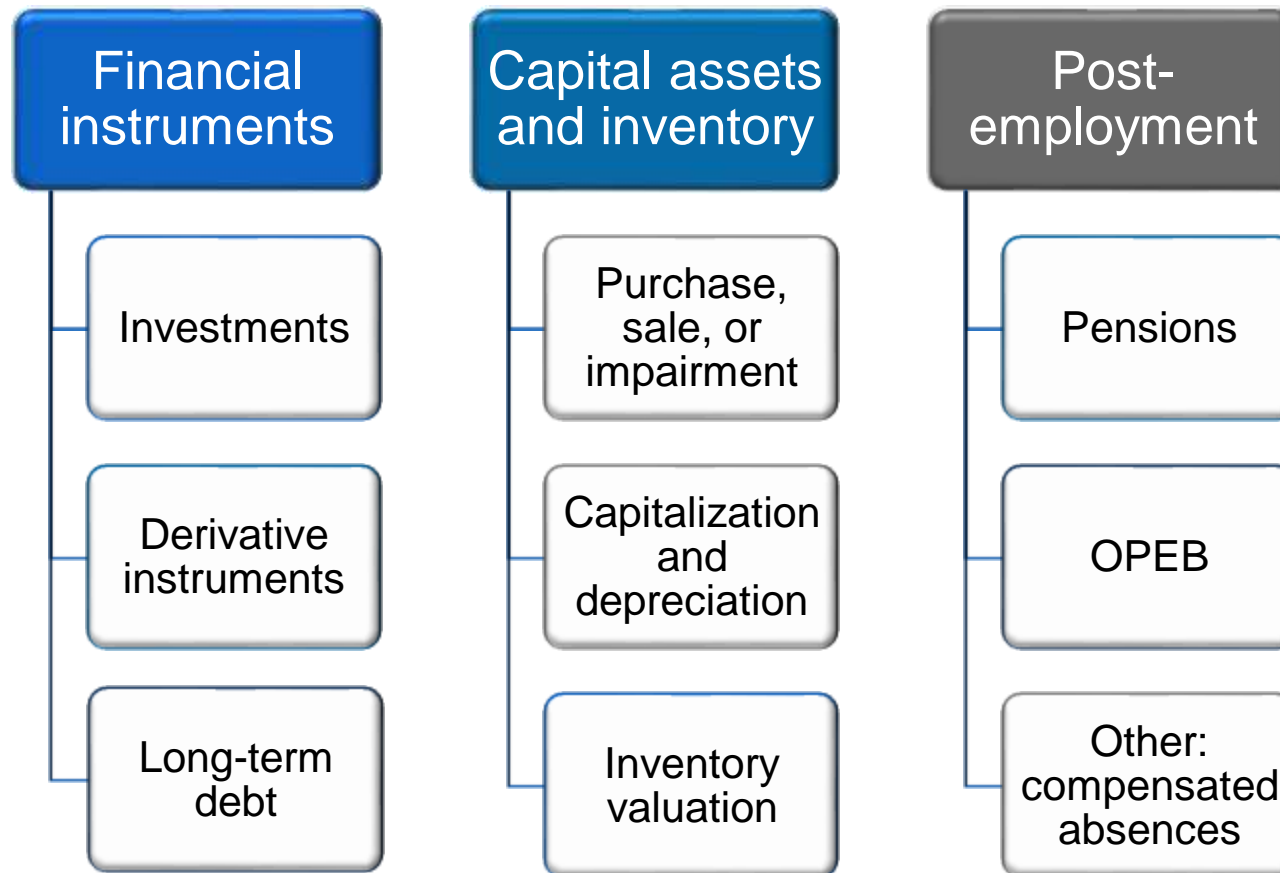 Financial
instruments
Investments
Derivative
instruments
Long-term
debt
Capital assets
and inventory
Purchase,
sale, or
impairment
Capitalization
and
depreciation
Inventory
valuation
Post-
employment
Pensions
OPEB
Other:
compensated
absences